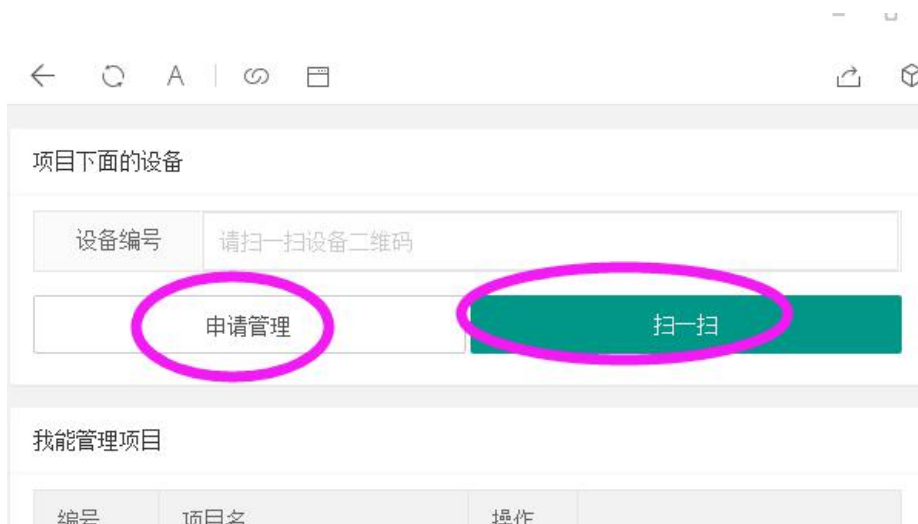 A
项目下面的设备
设备编号 请扫一扫设备二维码
申请管理 扫一扫
我能管理项目
编号 项目名 操作